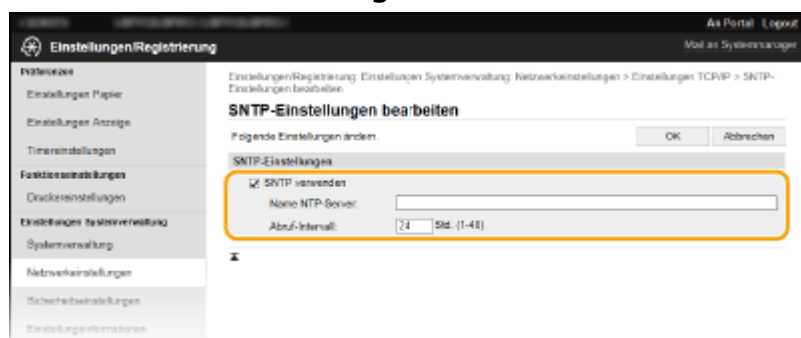 An Portal Logout
Einstellungen/Registrierung
Mail an Systemmanager
Präferenzen
Einstellungen Papier
Einstellungen Anzeige
Timereinstellungen
Funktionseinstellungen
Druckereinstellungen
Einstellungen Systemverwaltung
Systemverwaltung
Netzwerkeinstellungen
Sicherheitseinstellungen
Einstellungsinformationen
Einstellungen/Registrierung: Einstellungen Systemverwaltung: Netzwerkeinstellungen > Einstellungen TCP/IP > SNTP-
Einstellungen bearbeiten
SNTP-Einstellungen bearbeiten
Folgende Einstellungen ändern.
OK
Abbrechen
SNTP-Einstellungen
SNTP verwenden
Name NTP-Server:
Abruf-Intervall: 24 Std. (1-48)